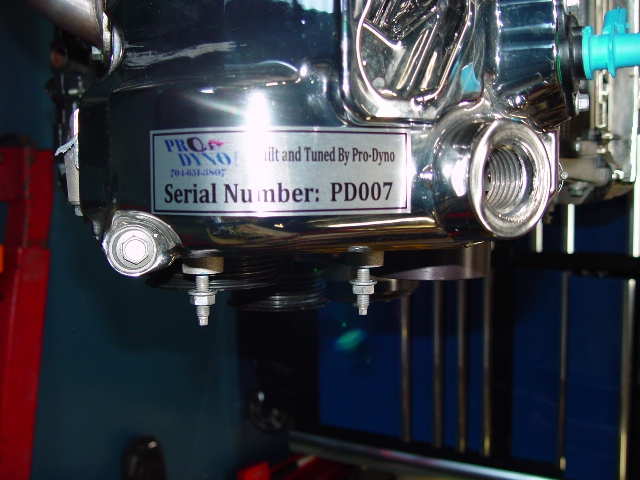 PRO
DYNO!
Built and Tuned By Pro-Dyno
704-651-3807
Serial Number: PD007